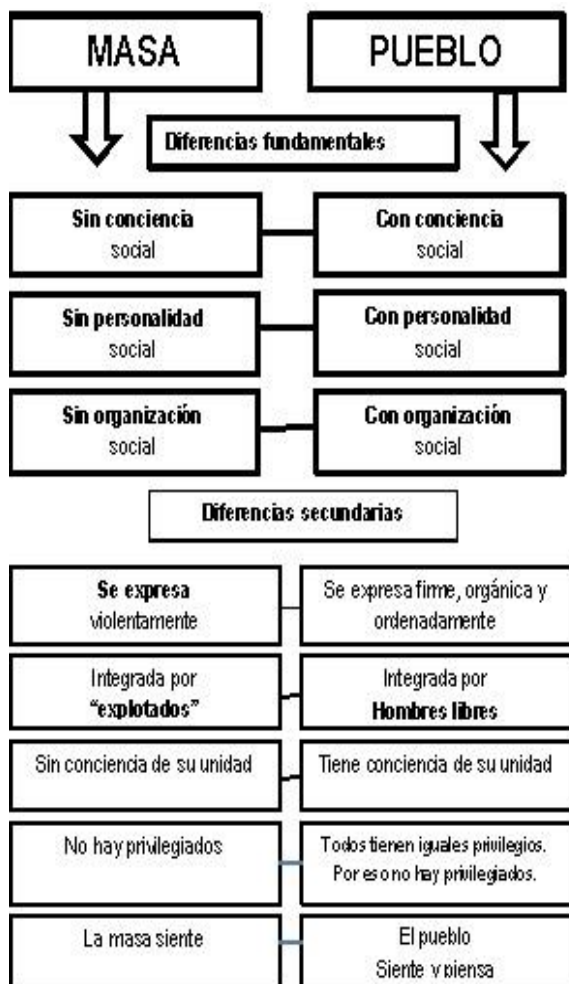 MASA
PUEBLO
Diferencias fundamentales
Sin conciencia
social
Con conciencia
social
Sin personalidad
social
Con personalidad
social
Sin organización
social
Con organización
social
Diferencias secundarias
Se expresa
violentamente
Se expresa firme, orgánica y
ordenadamente
Integrada por
“explotados”
Integrada por
Hombres libres
Sin conciencia de su unidad
Tiene conciencia de su unidad
No hay privilegiados
Todos tienen iguales privilegios.
Por eso no hay privilegiados.
La masa siente
El pueblo
Siente y piensa